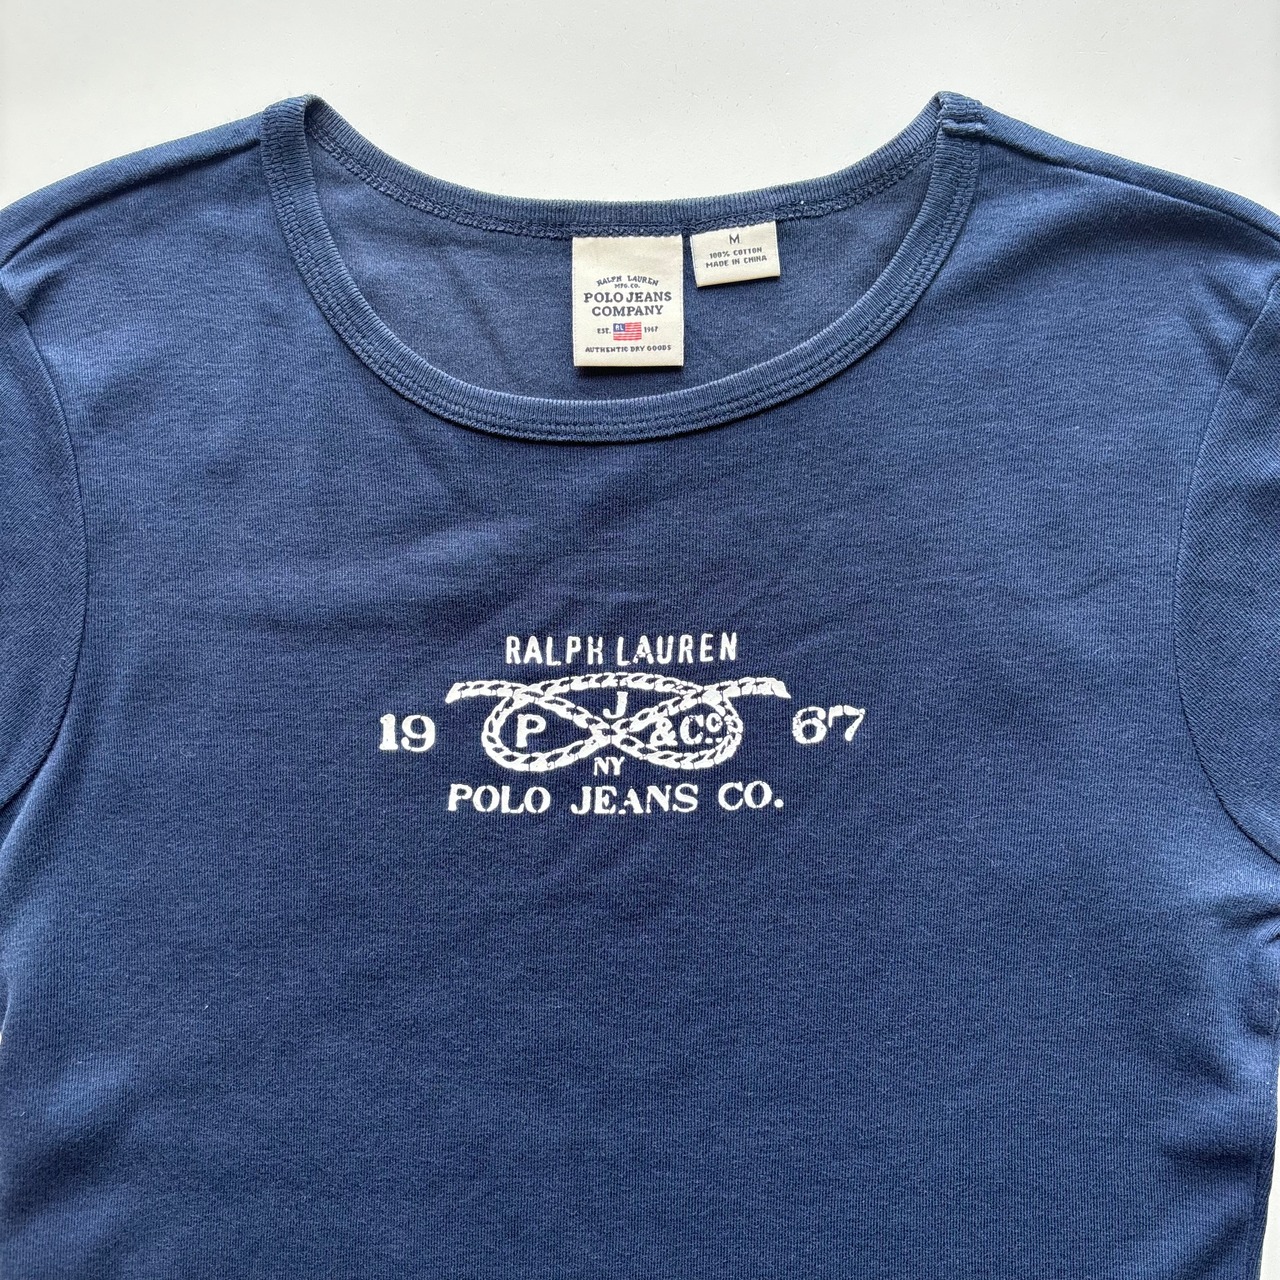 M
100% COTTON
MADE IN CHINA
RALPH LAUREN
MFG. CO.
POLO JEANS
COMPANY
EST. RL 1967
AUTHENTIC DRY GOODS
RALPH LAUREN
19 P J &Co. 67
NY
POLO JEANS CO.